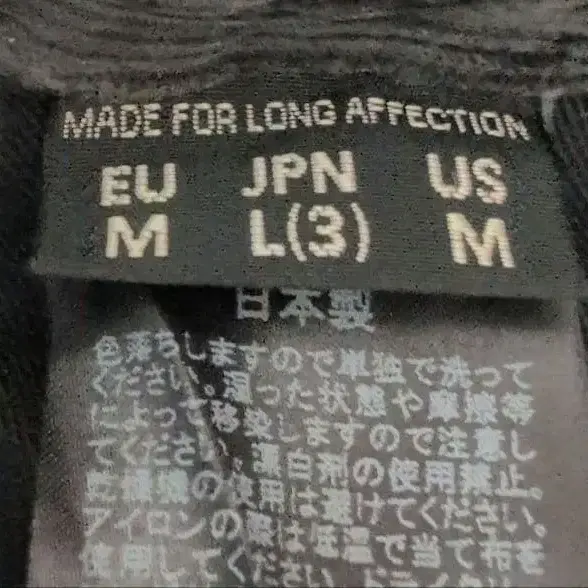 MADE FOR LONG AFFECTION
EU JPN US
M L(3) M
日本製
色落ちしますので単独で洗って
ください。湿った状態や摩擦等
によって移染しますので注意し
てください。漂白剤の使用禁止。
乾燥機の使用は避けてください。
アイロンの際は低温で当て布を
使用してください。